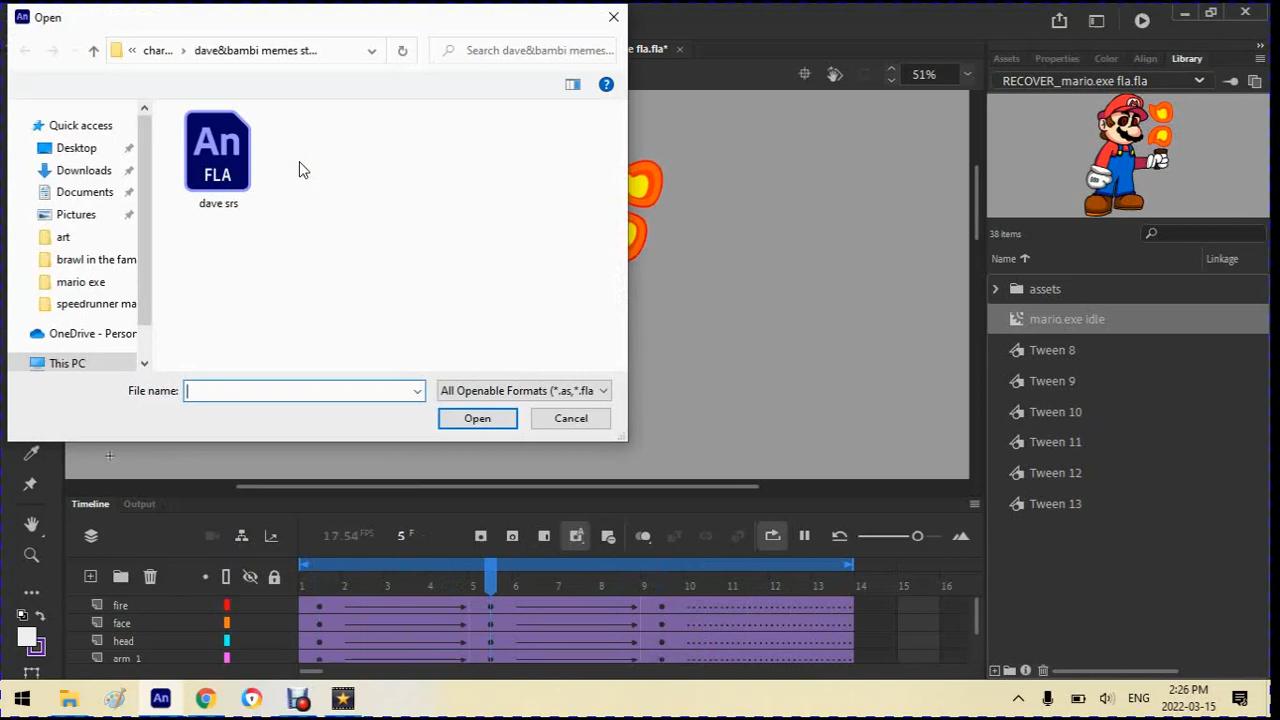 An Open
char... dave&bambi memes st... Search dave&bambi memes...
e fla.fla*
51%
Assets Properties Color Align Library
RECOVER_mario.exe fla.fla
Quick access
Desktop
Downloads
Documents
Pictures
art
brawl in the fam
mario exe
speedrunner ma
OneDrive - Person
This PC
An
FLA
dave srs
File name: All Openable Formats (*.as,*.fla
Open Cancel
38 items
Name Linkage
assets
mario.exe idle
Tween 8
Tween 9
Tween 10
Tween 11
Tween 12
Tween 13
Timeline Output
17.54 FPS 5 F
1 2 3 4 5 6 7 8 9 10 11 12 13 14 15 16
fire
face
head
arm 1
An
ENG
2:26 PM
2022-03-15